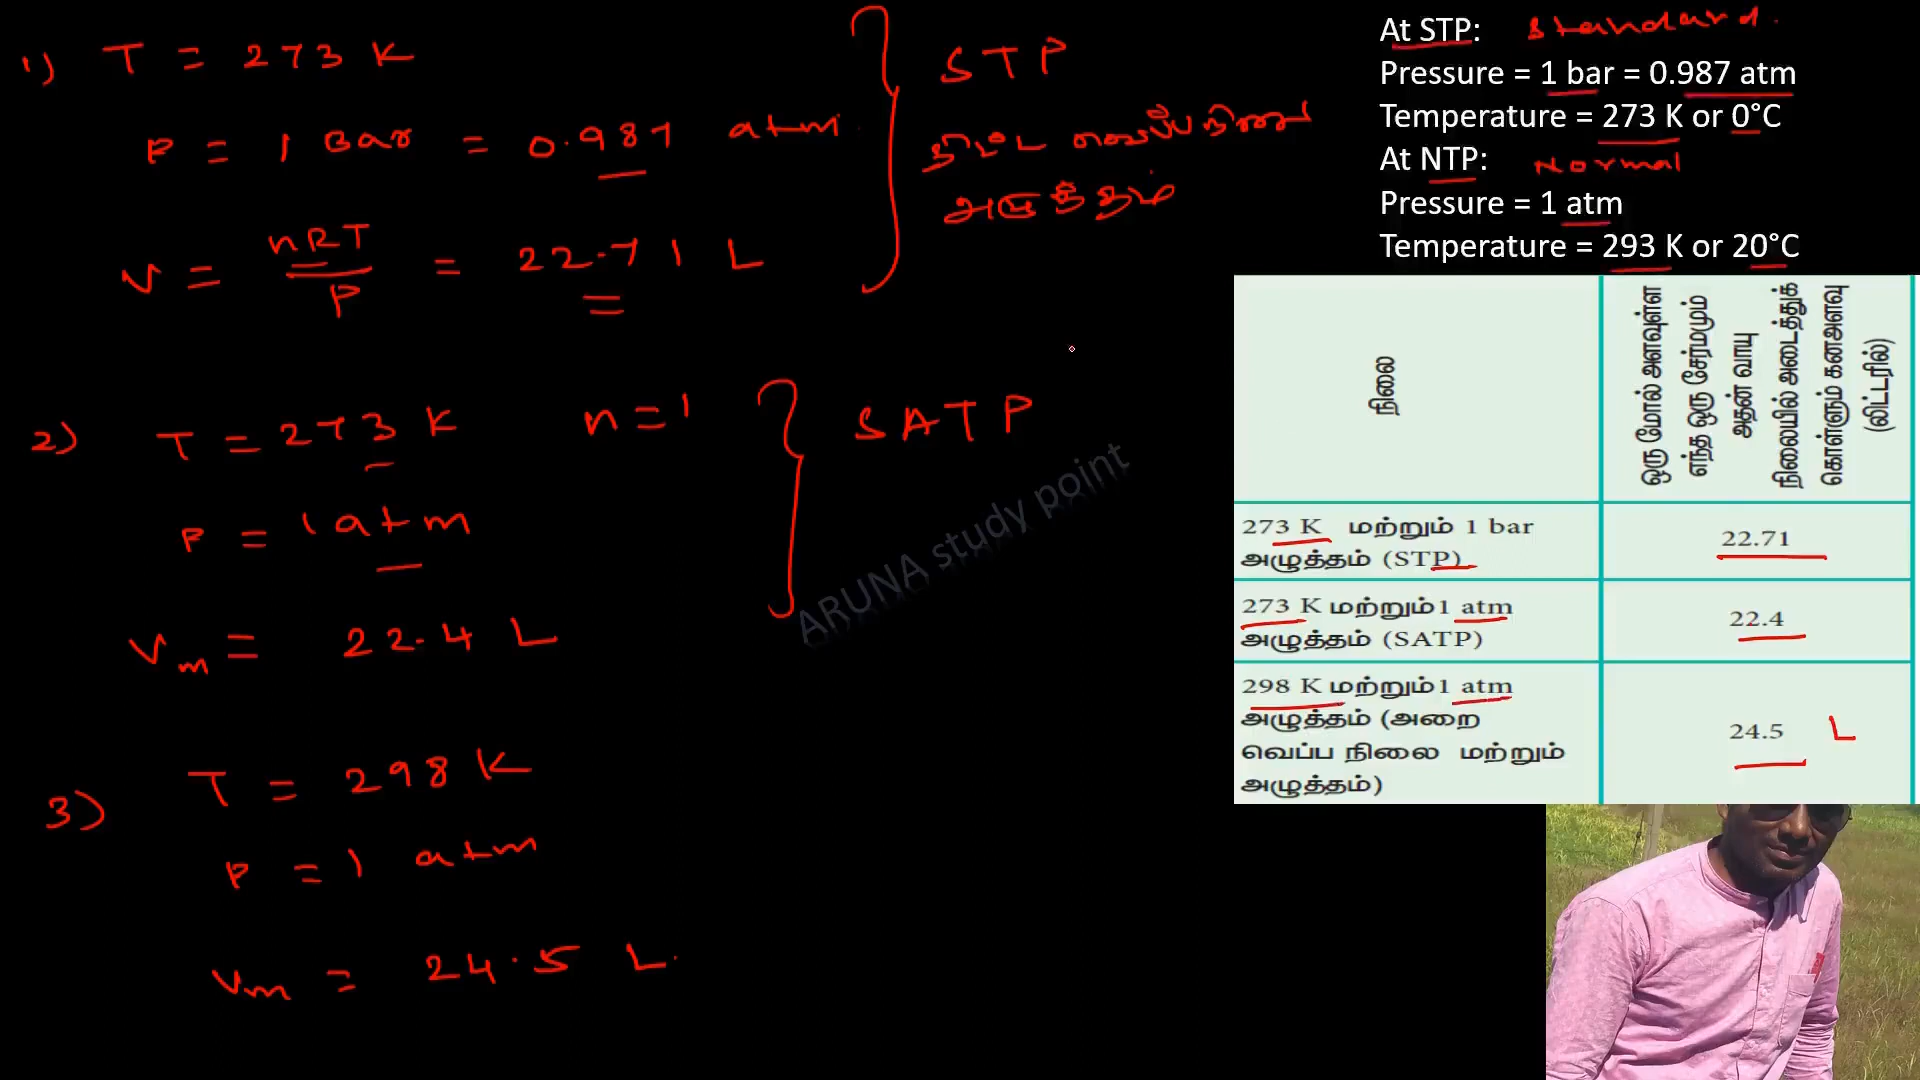 1) T = 273 K
P = 1 Bar = 0.987 atm
V = nRT
P
= 22.71 L
STP
திட்ட வெப்பநிலை
அழுத்தம்
2) T = 273 K n = 1
P = 1 atm
Vm = 22.4 L
SATP
3) T = 298 K
P = 1 atm
Vm = 24.5 L
ARUNA study point
At STP: Standard.
Pressure = 1 bar = 0.987 atm
Temperature = 273 K or 0°C
At NTP: Normal
Pressure = 1 atm
Temperature = 293 K or 20°C
நிலை
ஒரு மோல் அளவுள்ள
எந்த ஒரு சேர்மமும்
அதன் வாயு
நிலையில் அடைத்துக்
கொள்ளும் கனஅளவு
(லிட்டரில்)
273 K மற்றும் 1 bar
அழுத்தம் (STP)
22.71
273 K மற்றும்1 atm
அழுத்தம் (SATP)
22.4
298 K மற்றும்1 atm
அழுத்தம் (அறை
வெப்ப நிலை மற்றும்
அழுத்தம்)
24.5 L